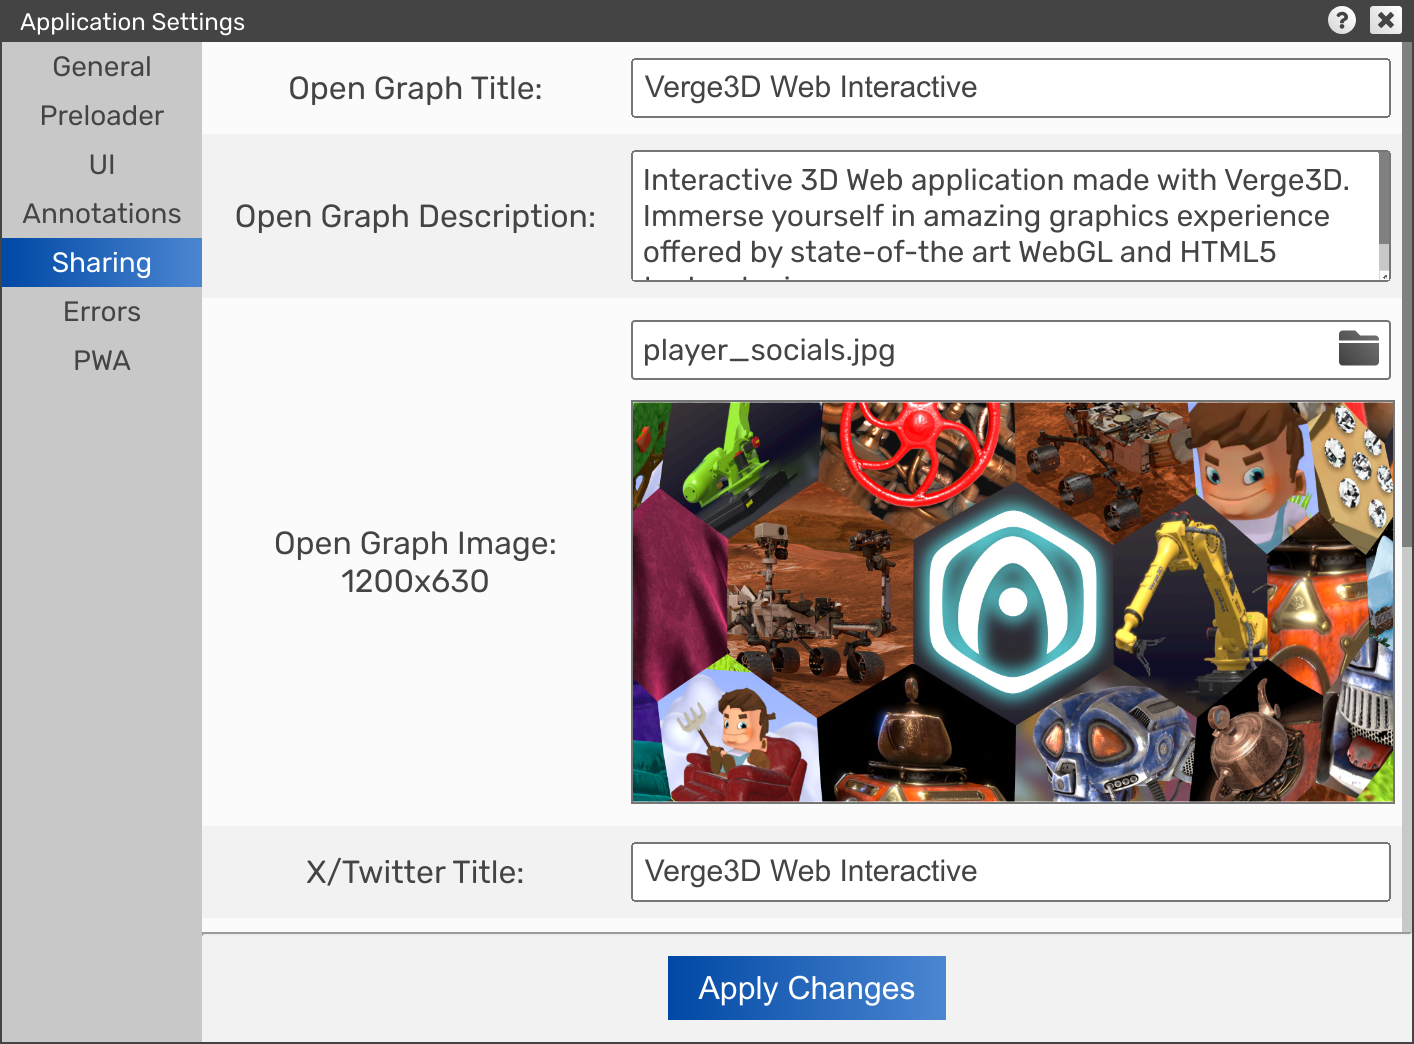 Application Settings
?
General
Preloader
UI
Annotations
Sharing
Errors
PWA
Open Graph Title:
Verge3D Web Interactive
Open Graph Description:
Interactive 3D Web application made with Verge3D.
Immerse yourself in amazing graphics experience
offered by state-of-the art WebGL and HTML5
player_socials.jpg
Open Graph Image:
1200x630
X/Twitter Title:
Verge3D Web Interactive
Apply Changes